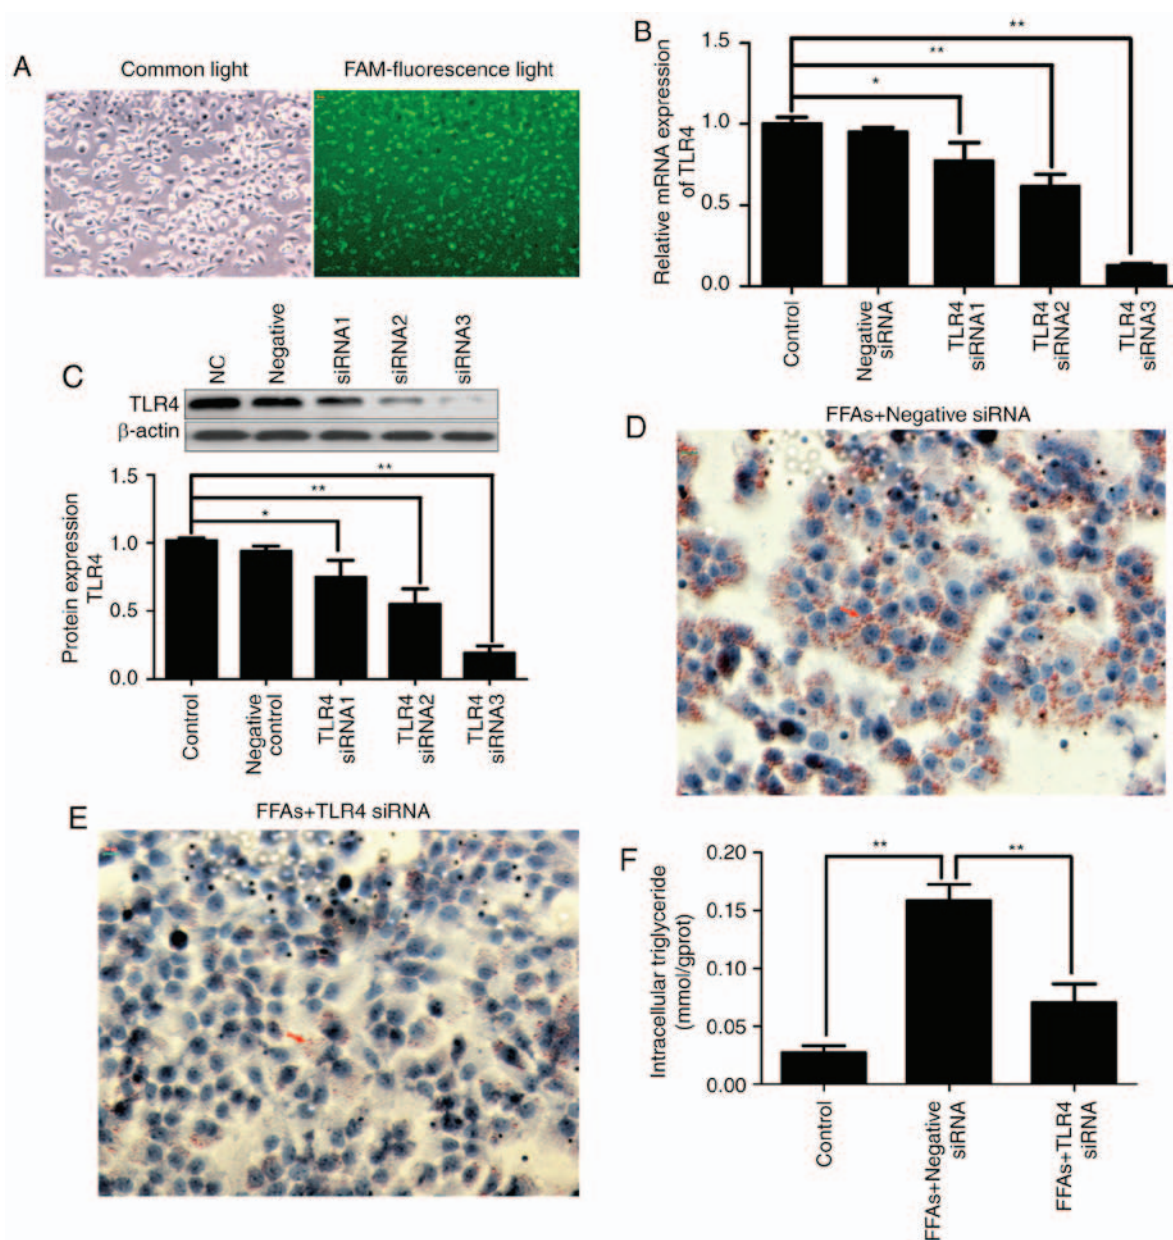 A
Common light
FAM-fluorescence light
B
Relative mRNA expression
of TLR4
1.5
1.0
0.5
0.0
**
**
*
Control
Negative
siRNA
TLR4
siRNA1
TLR4
siRNA2
TLR4
siRNA3
C
NC
Negative
siRNA1
siRNA2
siRNA3
TLR4
β-actin
Protein expression
TLR4
1.5
1.0
0.5
0.0
**
**
*
Control
Negative
control
TLR4
siRNA1
TLR4
siRNA2
TLR4
siRNA3
D
FFAs+Negative siRNA
E
FFAs+TLR4 siRNA
F
Intracellular triglyceride
(mmol/gprot)
0.20
0.15
0.10
0.05
0.00
**
**
Control
FFAs+Negative
siRNA
FFAs+TLR4
siRNA